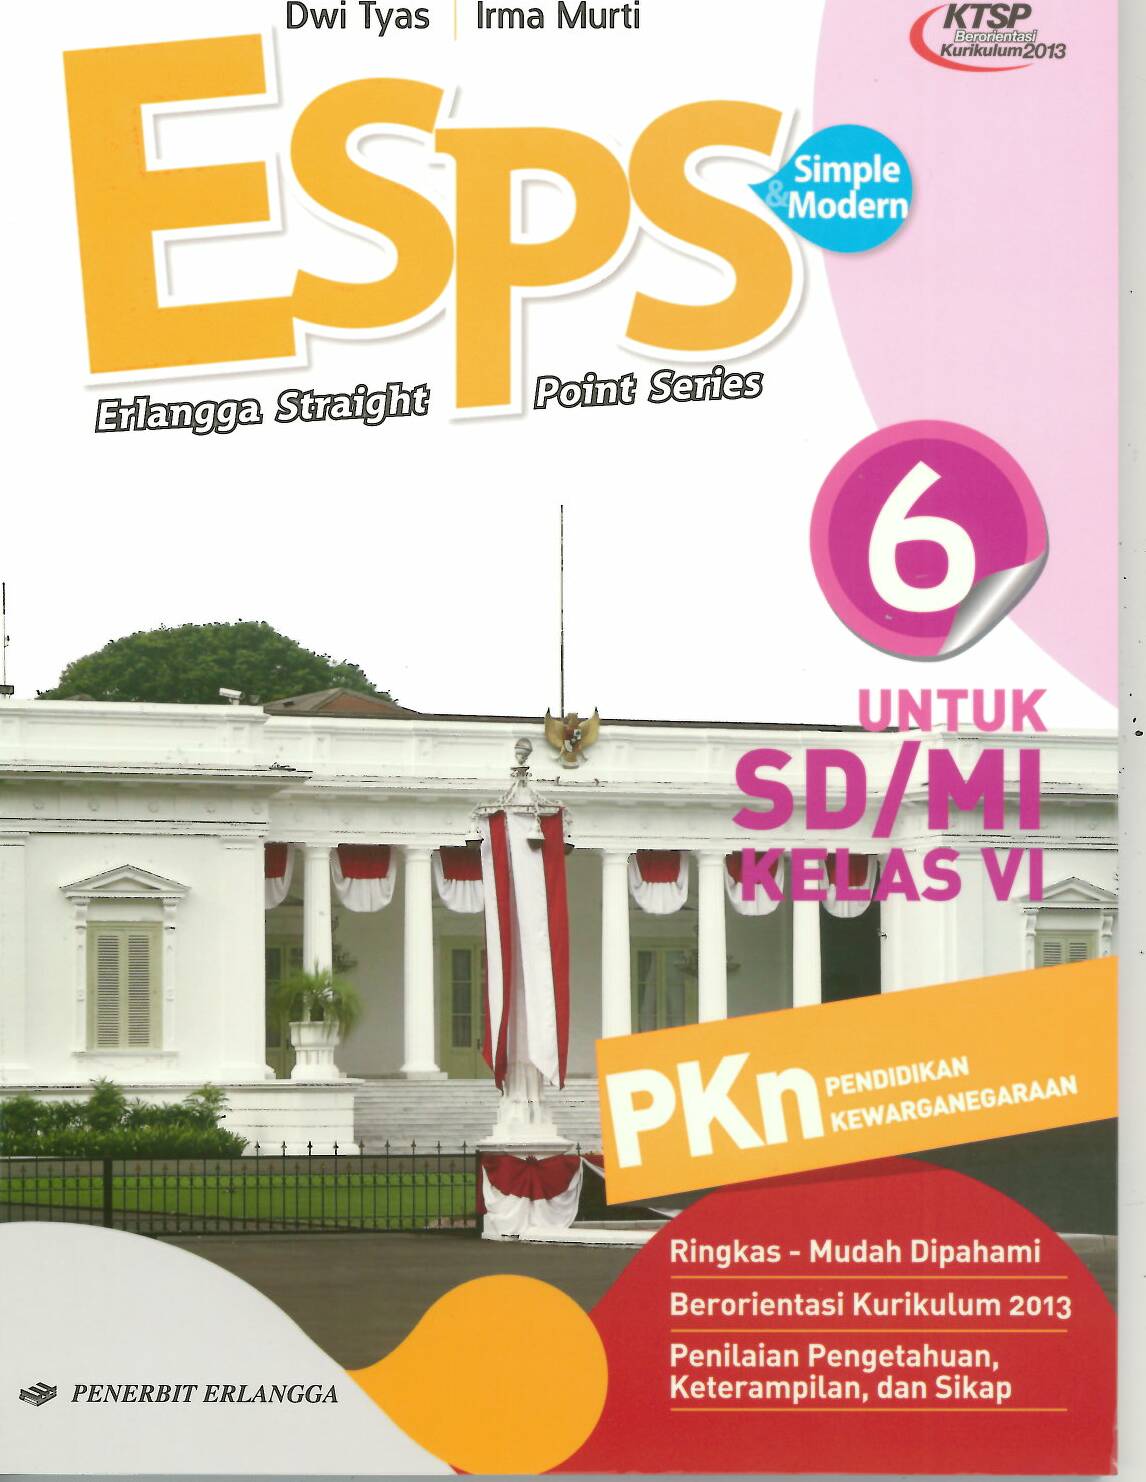 Dwi Tyas | Irma Murti
KTSP
Berorientasi
Kurikulum2013
ESPS
Simple
&Modern
Erlangga Straight Point Series
6
UNTUK
SD/MI
KELAS VI
PKn PENDIDIKAN
KEWARGANEGARAAN
Ringkas - Mudah Dipahami
Berorientasi Kurikulum 2013
Penilaian Pengetahuan,
Keterampilan, dan Sikap
PENERBIT ERLANGGA